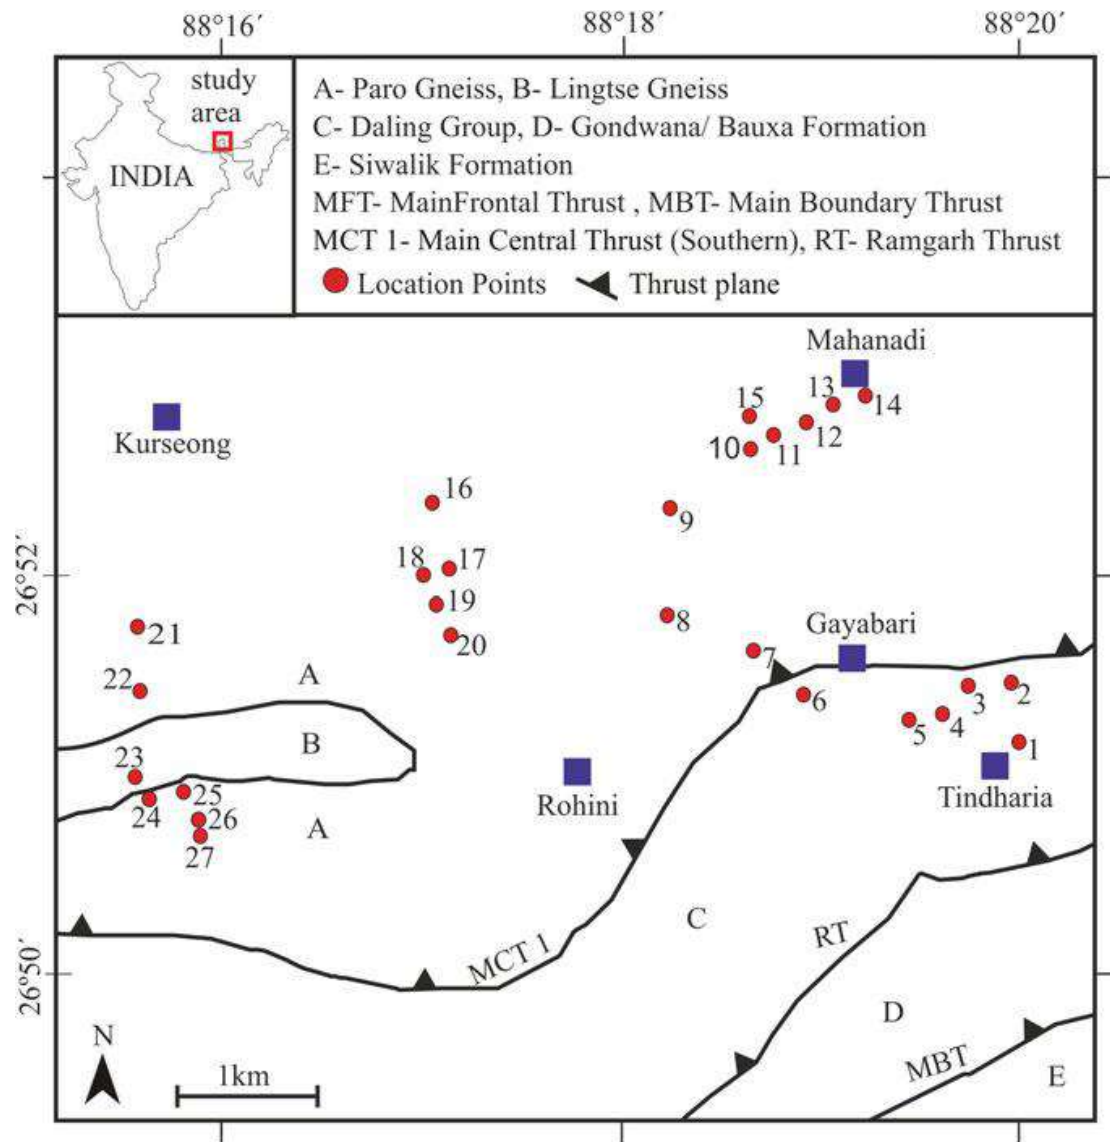 88°16´ 88°18´ 88°20´
study
area
INDIA
A- Paro Gneiss, B- Lingtse Gneiss
C- Daling Group, D- Gondwana/ Bauxa Formation
E- Siwalik Formation
MFT- MainFrontal Thrust , MBT- Main Boundary Thrust
MCT 1- Main Central Thrust (Southern), RT- Ramgarh Thrust
Location Points Thrust plane
Mahanadi
13
14
15
12
Kurseong
10 11
16
9
26°52´
18 17
19
8
21
20
Gayabari
7
22
A
6
3 2
5 4
B
1
23
Rohini
Tindharia
25
24
26
A
27
C
RT
MCT 1
26°50´
D
N
MBT
1km
E